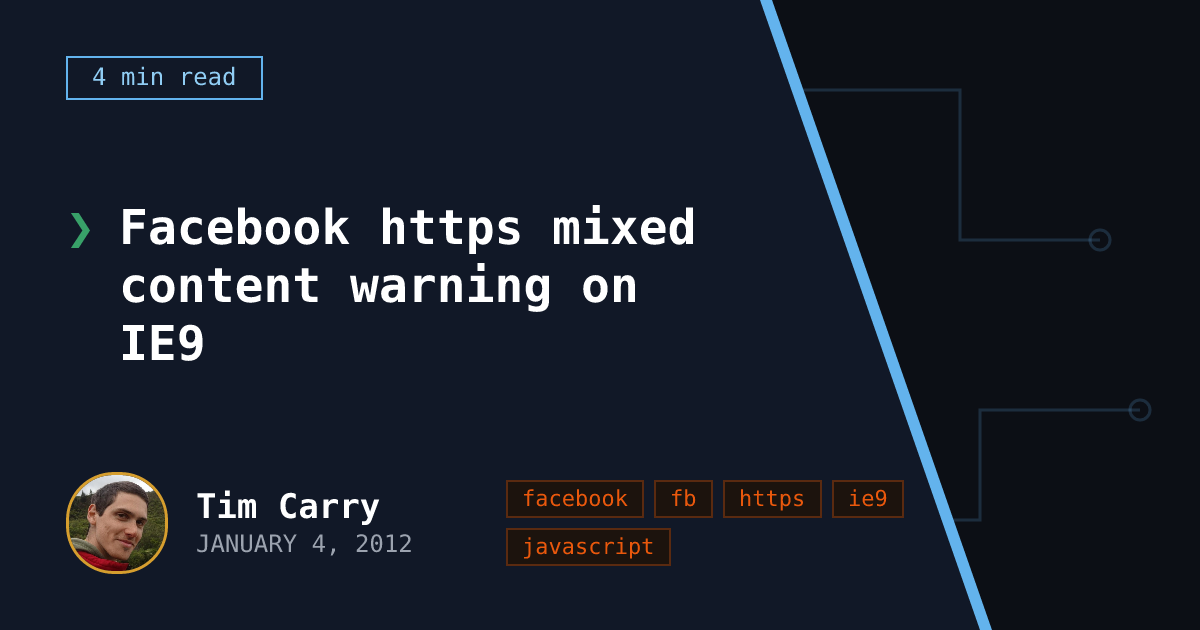 4 min read
❯ Facebook https mixed
content warning on
IE9
Tim Carry
JANUARY 4, 2012
facebook fb https ie9
javascript